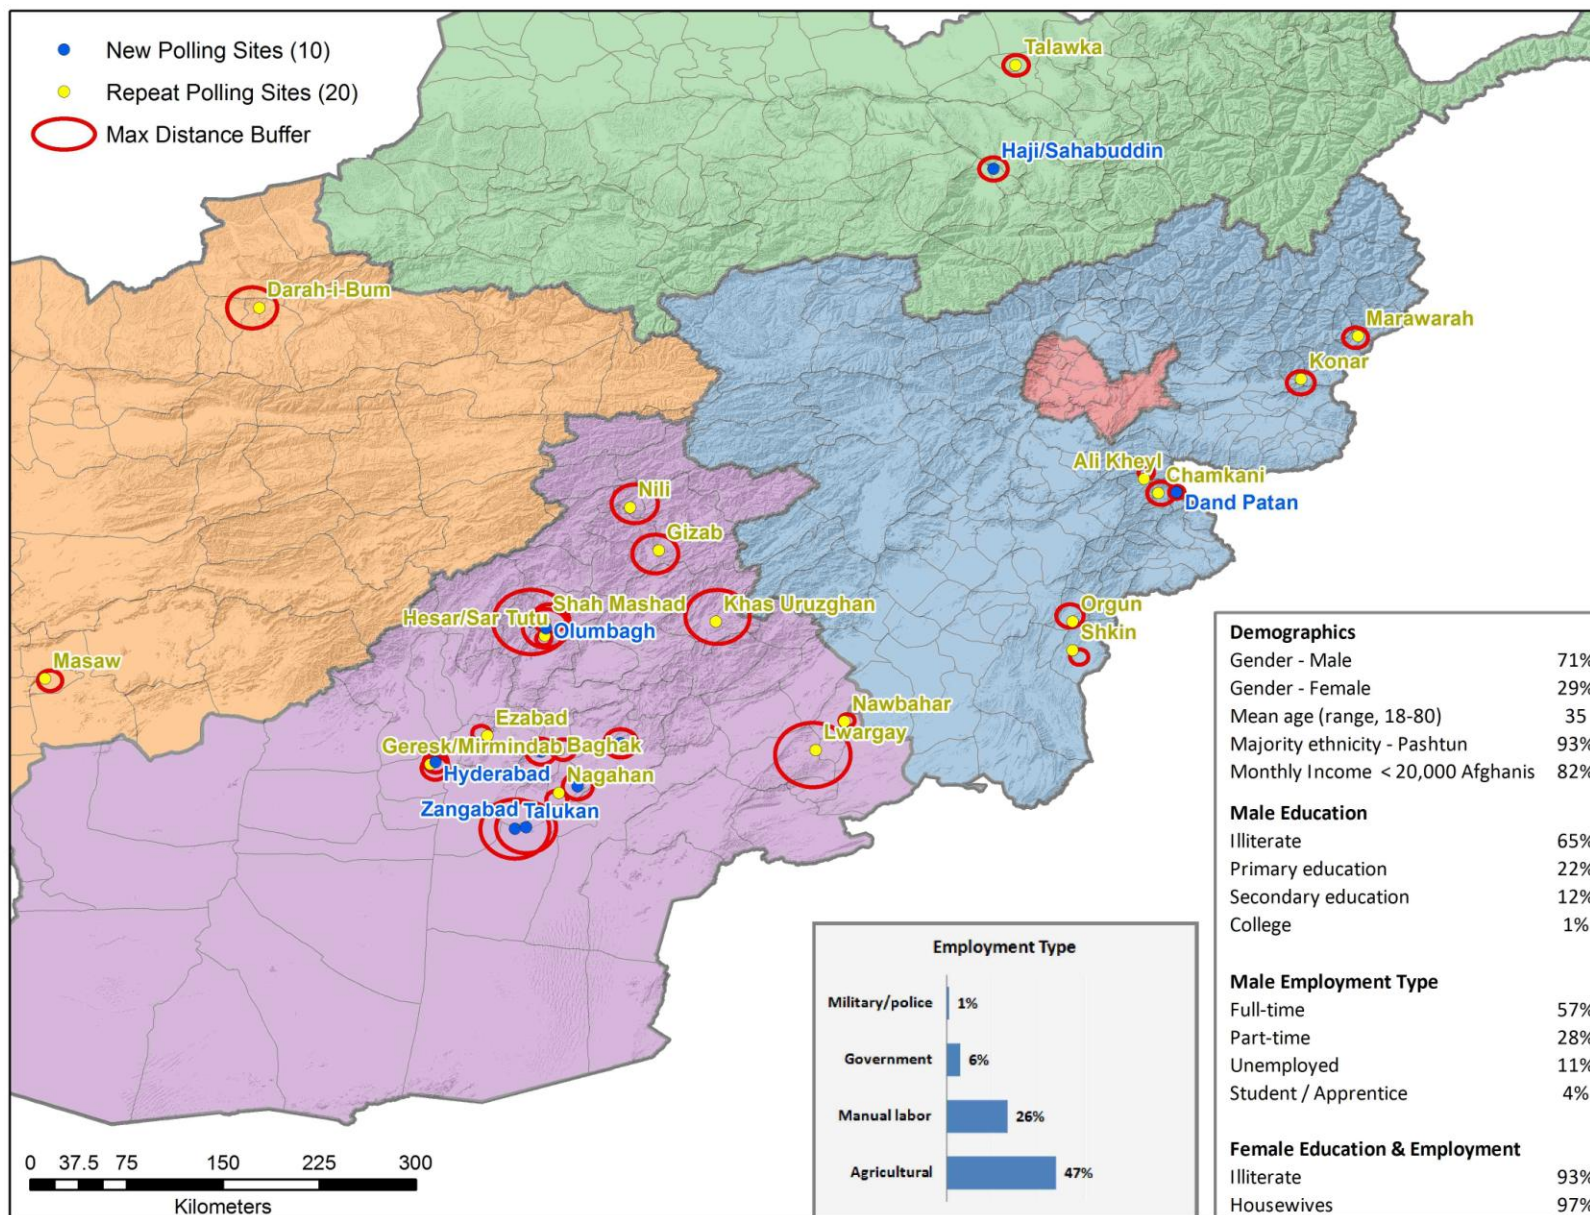 New Polling Sites (10)
Repeat Polling Sites (20)
Max Distance Buffer
Talawka
Haji/Sahabuddin
Darah-i-Bum
Marawarah
Konar
Ali Kheyl
Chamkani
Dand Patan
Nili
Gizab
Shah Mashad
Khas Uruzghan
Hesar/Sar Tutu
Olumbagh
Orgun
Shkin
Masaw
Nawbahar
Ezabad
Lwargay
Geresk/Mirmindab
Baghak
Hyderabad
Nagahan
Zangabad
Talukan
Demographics
Gender - Male 71%
Gender - Female 29%
Mean age (range, 18-80) 35
Majority ethnicity - Pashtun 93%
Monthly Income < 20,000 Afghanis 82%
Male Education
Illiterate 65%
Primary education 22%
Secondary education 12%
College 1%
Male Employment Type
Full-time 57%
Part-time 28%
Unemployed 11%
Student / Apprentice 4%
Female Education & Employment
Illiterate 93%
Housewives 97%
Employment Type
Military/police 1%
Government 6%
Manual labor 26%
Agricultural 47%
0 37.5 75 150 225 300
Kilometers